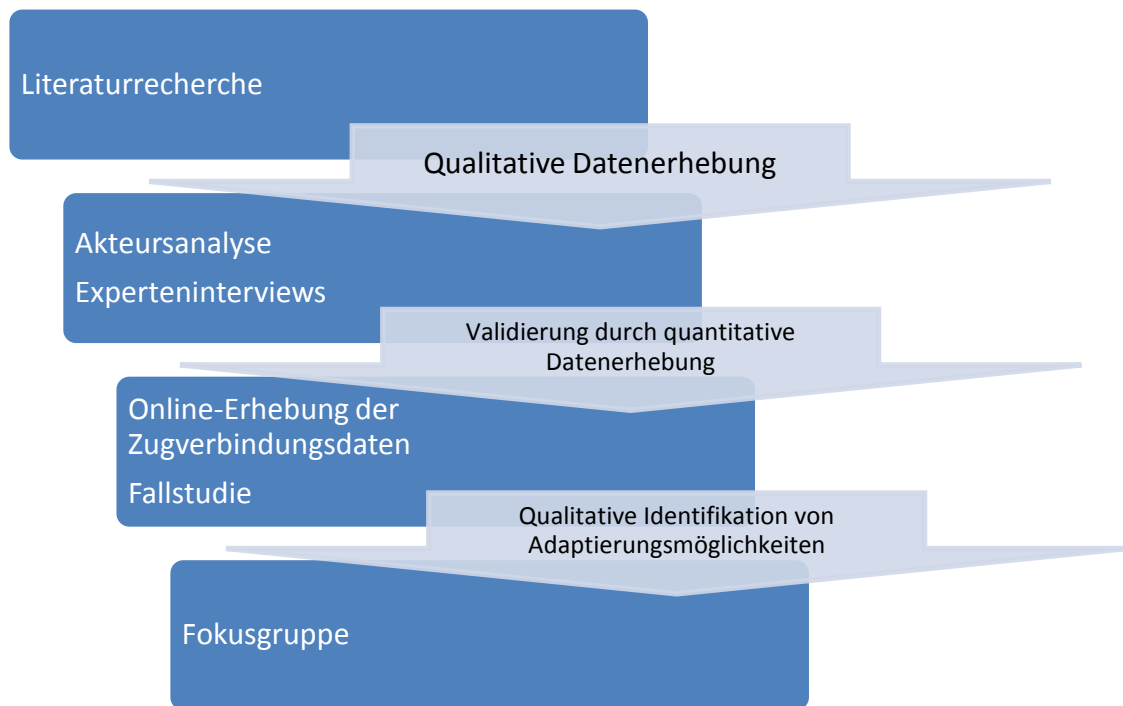 Literaturrecherche
Qualitative Datenerhebung
Akteursanalyse
Experteninterviews
Validierung durch quantitative
Datenerhebung
Online-Erhebung der
Zugverbindungsdaten
Fallstudie
Qualitative Identifikation von
Adaptierungsmöglichkeiten
Fokusgruppe